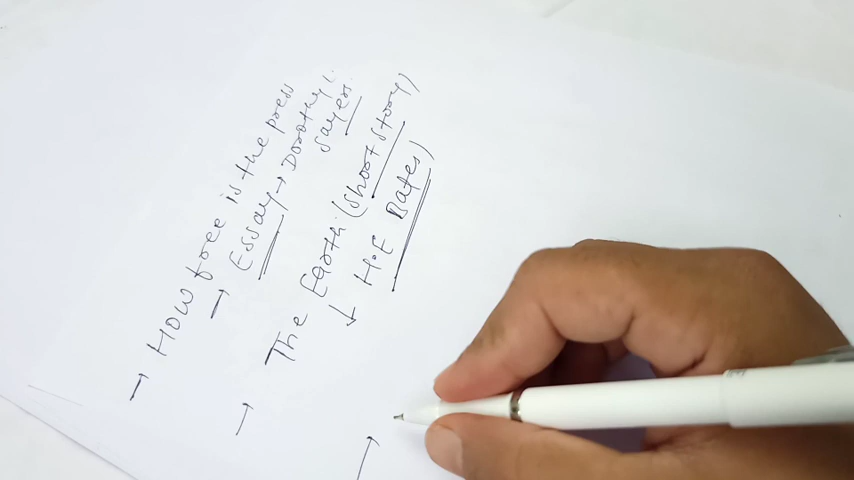 → HOW free is the press
→ Essay → Dorothy L.
sayers.
→ The Earth (short story)
↓ H.E Bates)
→